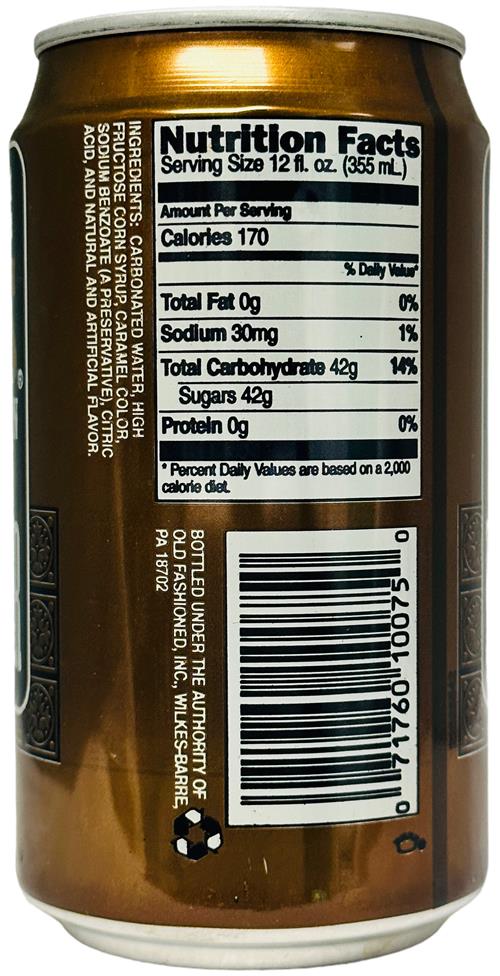 Nutrition Facts
Serving Size 12 fl. oz. (355 mL)
Amount Per Serving
Calories 170
% Daily Value*
Total Fat 0g 0%
Sodium 30mg 1%
Total Carbohydrate 42g 14%
Sugars 42g
Protein 0g 0%
* Percent Daily Values are based on a 2,000
calorie diet.
INGREDIENTS: CARBONATED WATER, HIGH
FRUCTOSE CORN SYRUP, CARAMEL COLOR,
SODIUM BENZOATE (A PRESERVATIVE), CITRIC
ACID, AND NATURAL AND ARTIFICIAL FLAVOR.
BOTTLED UNDER THE AUTHORITY OF
OLD FASHIONED, INC., WILKES-BARRE,
PA 18702
0 71760 10075 0